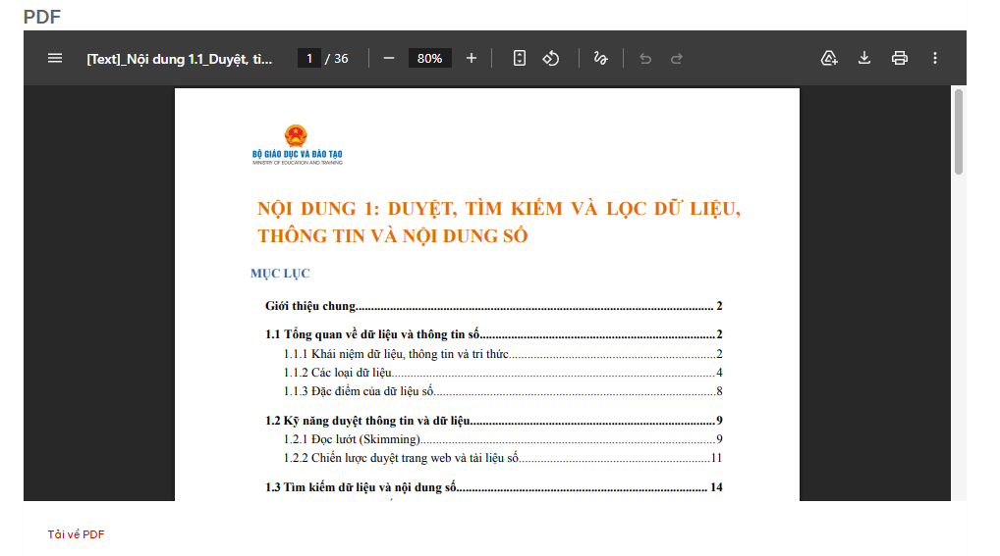 PDF
[Text]_Nội dung 1.1_Duyệt, tì...
1 / 36
80%
BỘ GIÁO DỤC VÀ ĐÀO TẠO
MINISTRY OF EDUCATION AND TRAINING
NỘI DUNG 1: DUYỆT, TÌM KIẾM VÀ LỌC DỮ LIỆU,
THÔNG TIN VÀ NỘI DUNG SỐ
MỤC LỤC
Giới thiệu chung.................................................................................................................. 2
1.1 Tổng quan về dữ liệu và thông tin số........................................................................... 2
1.1.1 Khái niệm dữ liệu, thông tin và tri thức.................................................................. 2
1.1.2 Các loại dữ liệu....................................................................................................... 4
1.1.3 Đặc điểm của dữ liệu số.......................................................................................... 8
1.2 Kỹ năng duyệt thông tin và dữ liệu.............................................................................. 9
1.2.1 Đọc lướt (Skimming).............................................................................................. 9
1.2.2 Chiến lược duyệt trang web và tài liệu số............................................................. 11
1.3 Tìm kiếm dữ liệu và nội dung số................................................................................ 14
Tải về PDF